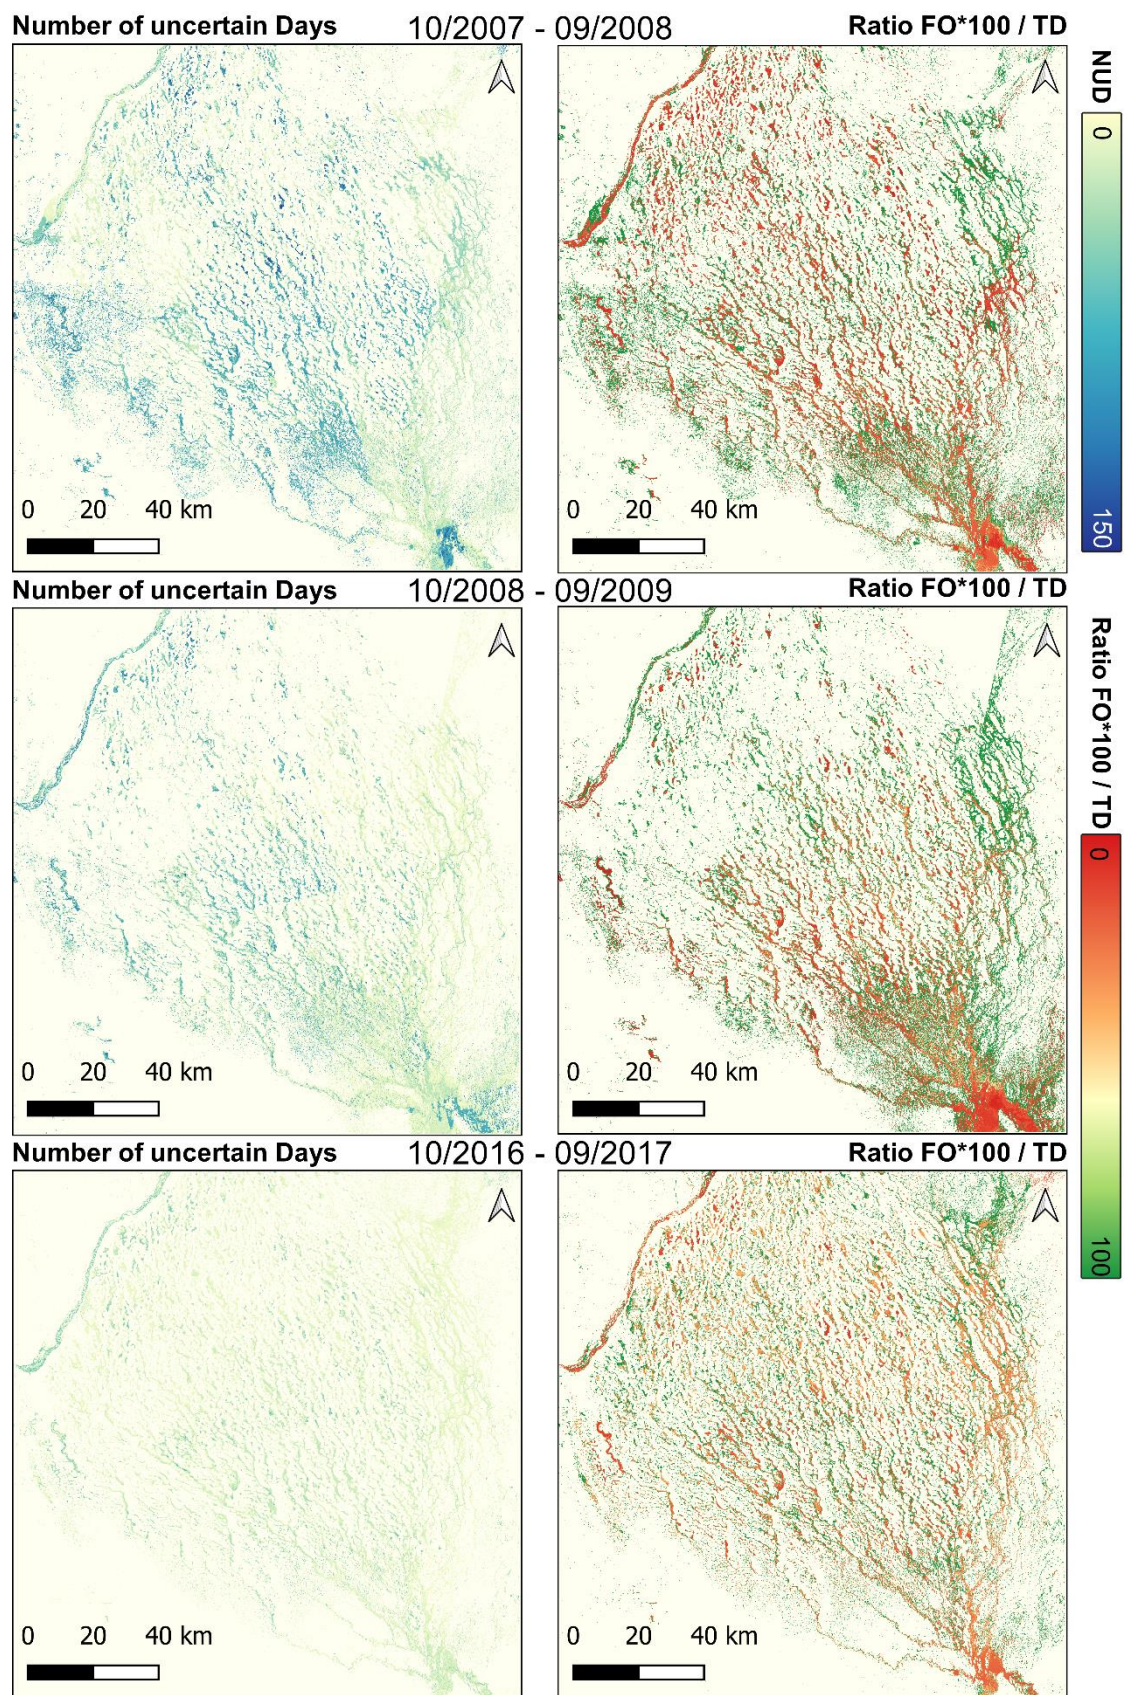 Number of uncertain Days 10/2007 - 09/2008 Ratio FO*100 / TD
NUD
0
150
0 20 40 km
0 20 40 km
Number of uncertain Days 10/2008 - 09/2009 Ratio FO*100 / TD
Ratio FO*100 / TD
0
100
0 20 40 km
0 20 40 km
Number of uncertain Days 10/2016 - 09/2017 Ratio FO*100 / TD
0 20 40 km
0 20 40 km